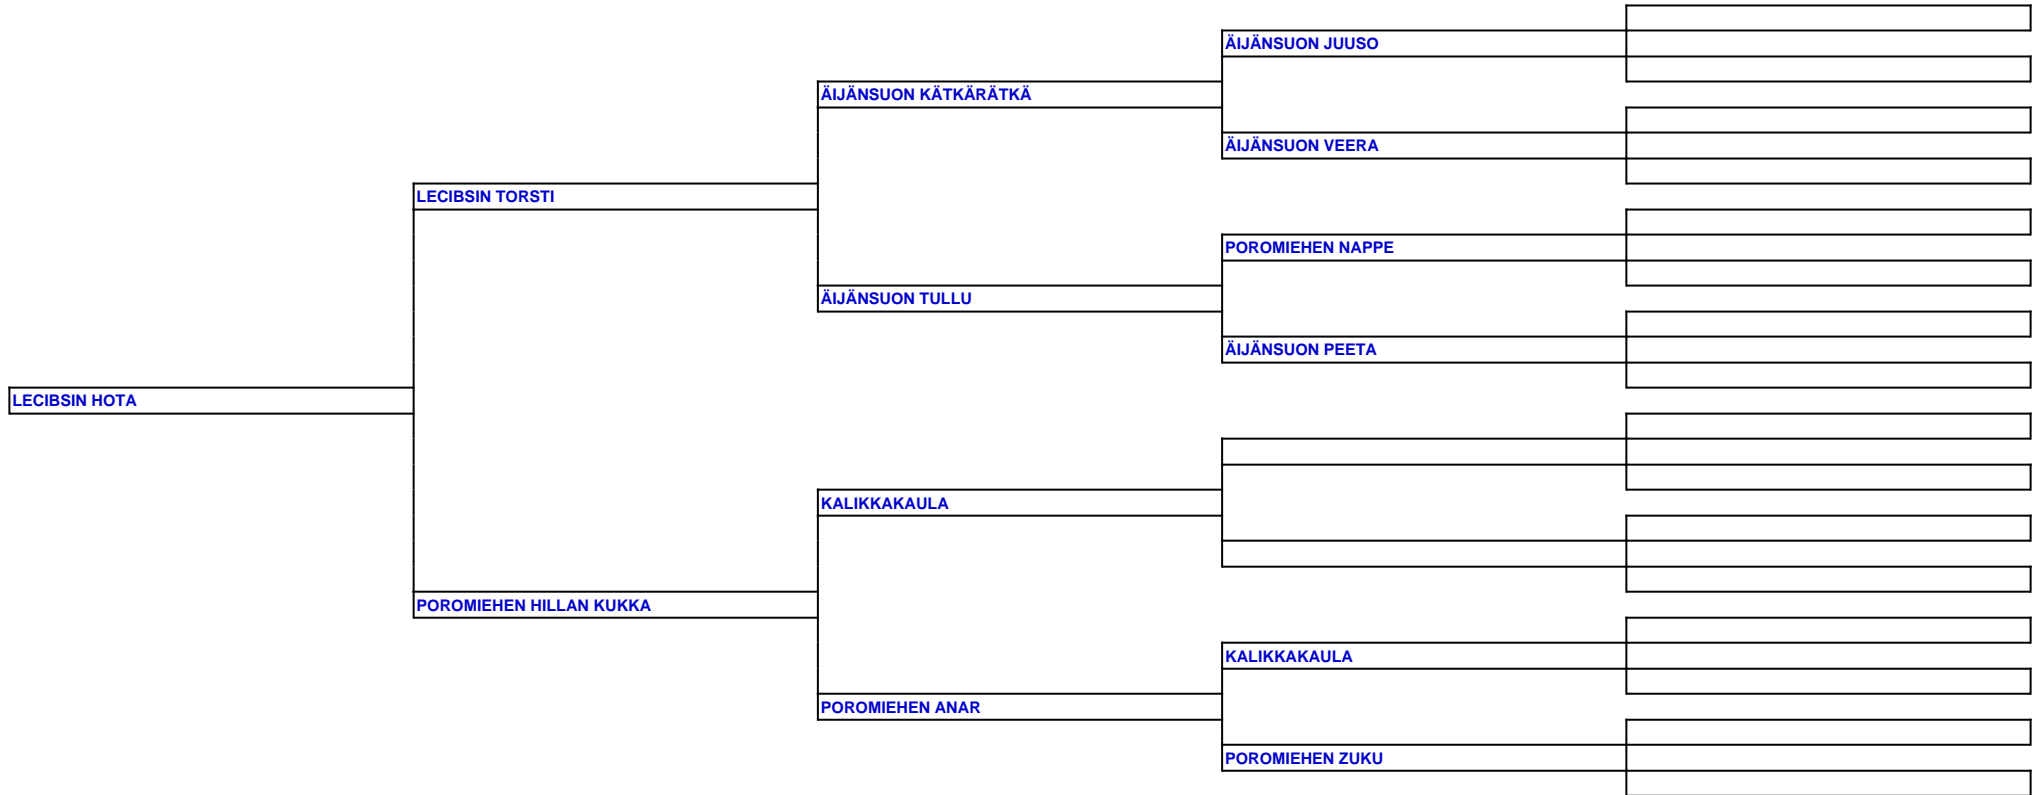 ÄIJÄNSUON JUUSO
ÄIJÄNSUON KÄTKÄRÄTKÄ
ÄIJÄNSUON VEERA
LECIBSIN TORSTI
POROMIEHEN NAPPE
ÄIJÄNSUON TULLU
ÄIJÄNSUON PEETA
LECIBSIN HOTA
KALIKKAKAULA
POROMIEHEN HILLAN KUKKA
KALIKKAKAULA
POROMIEHEN ANAR
POROMIEHEN ZUKU